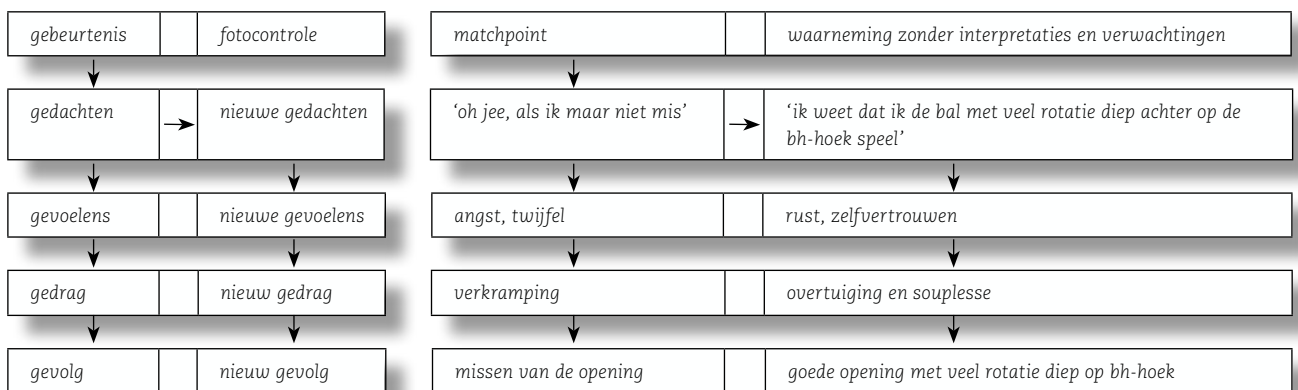 gebeurtenis fotocontrole
gedachten nieuwe gedachten
gevoelens nieuwe gevoelens
gedrag nieuw gedrag
gevolg nieuw gevolg
matchpoint waarneming zonder interpretaties en verwachtingen
‘oh jee, als ik maar niet mis’ ‘ik weet dat ik de bal met veel rotatie diep achter op de
bh-hoek speel’
angst, twijfel rust, zelfvertrouwen
verkramping overtuiging en souplesse
missen van de opening goede opening met veel rotatie diep op bh-hoek